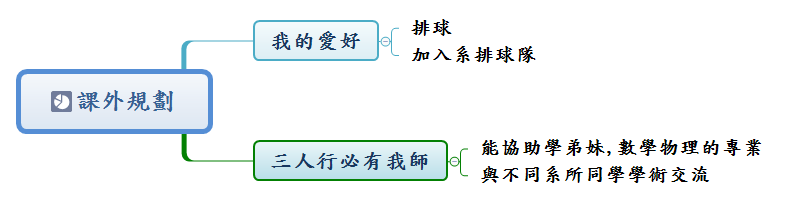 課外規劃
我的愛好
排球
加入系排球隊
三人行必有我師
能協助學弟妹,數學物理的專業
與不同系所同學學術交流